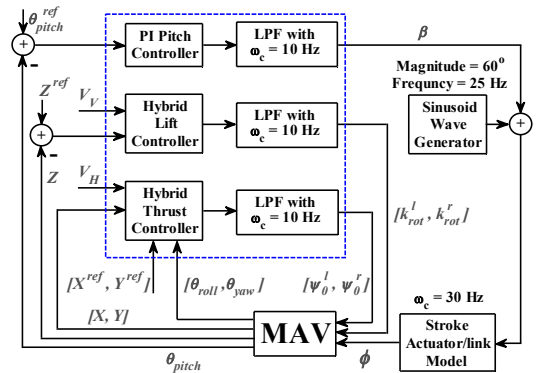 θ_pitch^ref
+
-
PI Pitch
Controller
LPF with
ω_c = 10 Hz
β
Magnitude = 60°
Frequncy = 25 Hz
Z^ref
+
-
Z
V_V
Hybrid
Lift
Controller
LPF with
ω_c = 10 Hz
Sinusoid
Wave
Generator
+
V_H
Hybrid
Thrust
Controller
LPF with
ω_c = 10 Hz
[k_rot^l, k_rot^r]
[X^ref, Y^ref]
[θ_roll, θ_yaw]
[ψ_0^l, ψ_0^r]
ω_c = 30 Hz
[X, Y]
MAV
Stroke
Actuator/link
Model
θ_pitch
ϕ